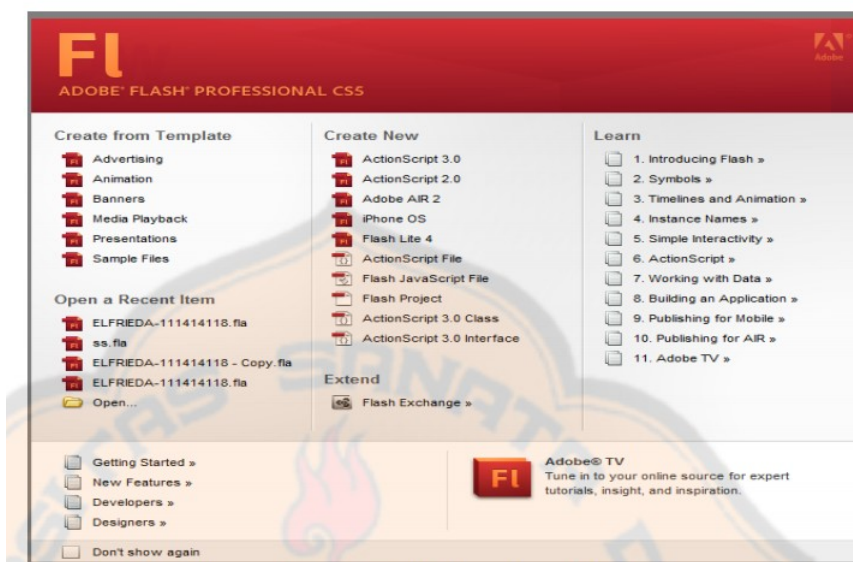 Fl
Adobe
ADOBE® FLASH® PROFESSIONAL CS5
Create from Template
Advertising
Animation
Banners
Media Playback
Presentations
Sample Files
Open a Recent Item
ELFRIEDA-111414118.fla
ss.fla
ELFRIEDA-111414118 - Copy.fla
ELFRIEDA-111414118.fla
Open...
Create New
ActionScript 3.0
ActionScript 2.0
Adobe AIR 2
iPhone OS
Flash Lite 4
ActionScript File
Flash JavaScript File
Flash Project
ActionScript 3.0 Class
ActionScript 3.0 Interface
Extend
Flash Exchange »
Learn
1. Introducing Flash »
2. Symbols »
3. Timelines and Animation »
4. Instance Names »
5. Simple Interactivity »
6. ActionScript »
7. Working with Data »
8. Building an Application »
9. Publishing for Mobile »
10. Publishing for AIR »
11. Adobe TV »
Getting Started »
New Features »
Developers »
Designers »
Fl
Adobe® TV
Tune in to your online source for expert
tutorials, insight, and inspiration.
Don't show again